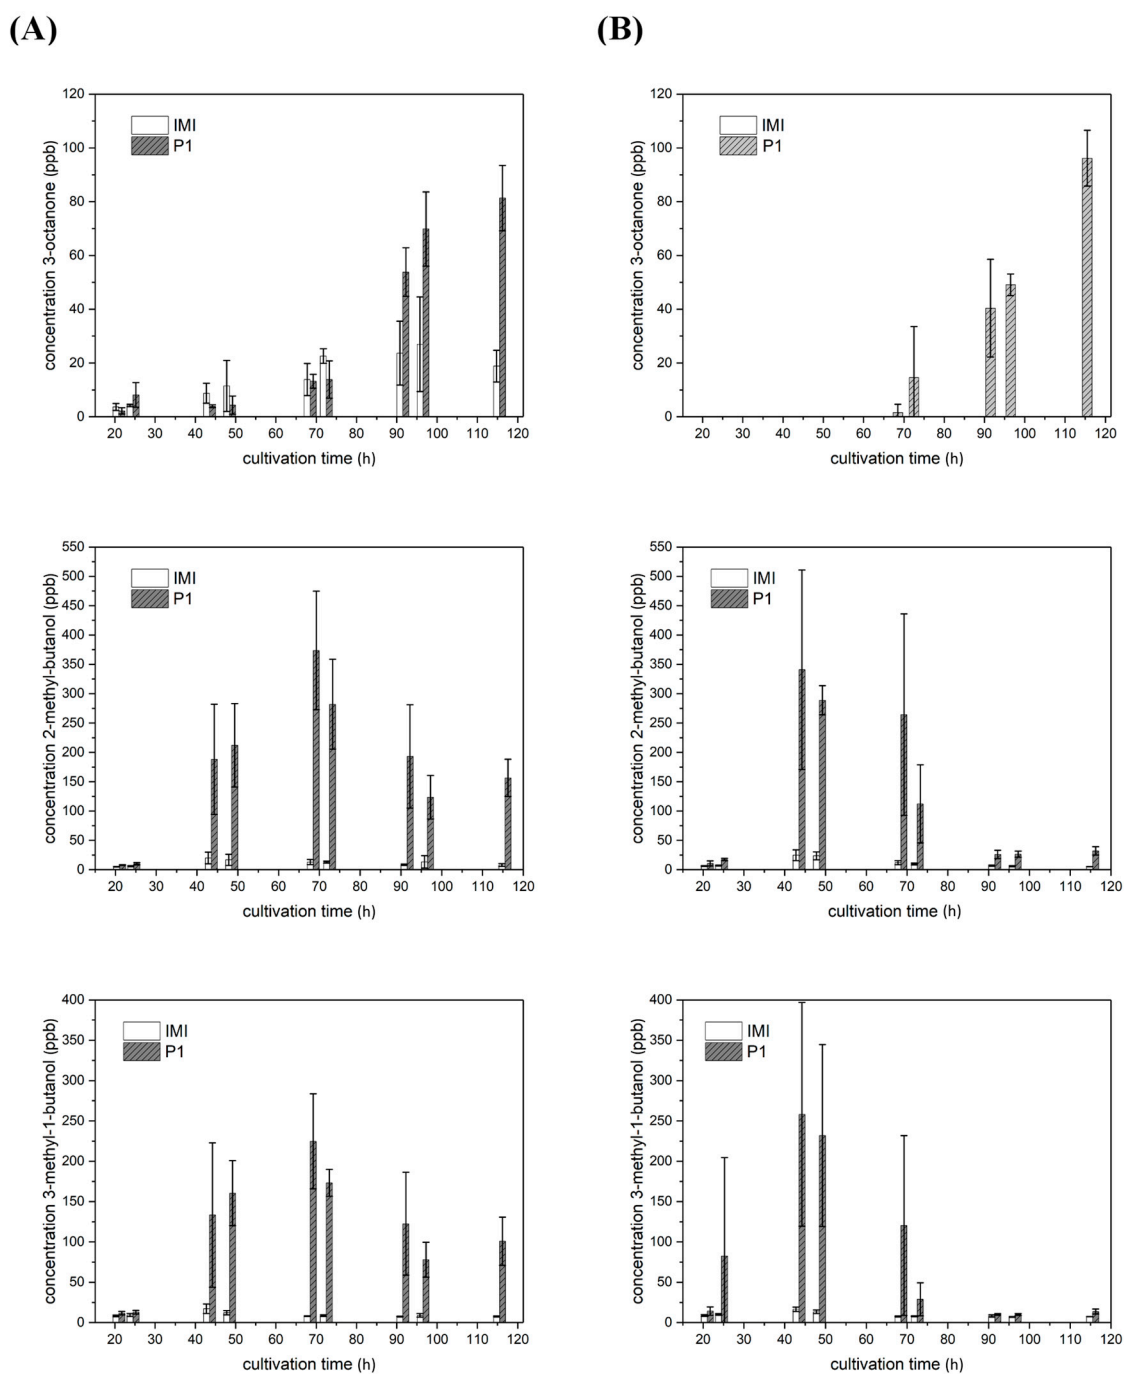 (A)
(B)
concentration 3-octanone (ppb)
120
100
80
60
40
20
0
IMI
P1
20 30 40 50 60 70 80 90 100 110 120
cultivation time (h)
concentration 3-octanone (ppb)
120
100
80
60
40
20
0
IMI
P1
20 30 40 50 60 70 80 90 100 110 120
cultivation time (h)
concentration 2-methyl-butanol (ppb)
550
500
450
400
350
300
250
200
150
100
50
0
IMI
P1
20 30 40 50 60 70 80 90 100 110 120
cultivation time (h)
concentration 2-methyl-butanol (ppb)
550
500
450
400
350
300
250
200
150
100
50
0
IMI
P1
20 30 40 50 60 70 80 90 100 110 120
cultivation time (h)
concentration 3-methyl-1-butanol (ppb)
400
350
300
250
200
150
100
50
0
IMI
P1
20 30 40 50 60 70 80 90 100 110 120
cultivation time (h)
concentration 3-methyl-1-butanol (ppb)
400
350
300
250
200
150
100
50
0
IMI
P1
20 30 40 50 60 70 80 90 100 110 120
cultivation time (h)